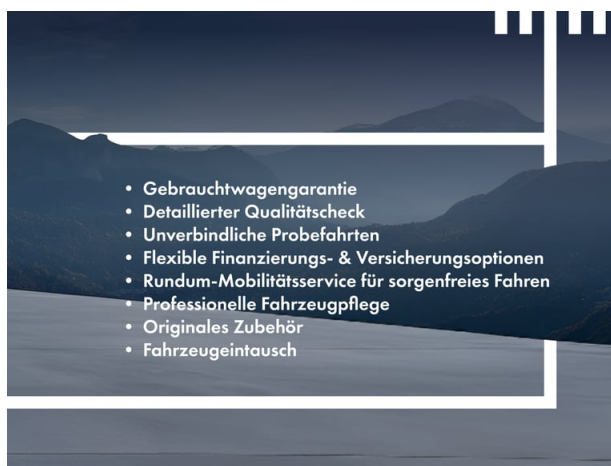 • Gebrauchtwagengarantie
• Detaillierter Qualitätscheck
• Unverbindliche Probefahrten
• Flexible Finanzierungs- & Versicherungsoptionen
• Rundum-Mobilitätsservice für sorgenfreies Fahren
• Professionelle Fahrzeugpflege
• Originales Zubehör
• Fahrzeugeintausch